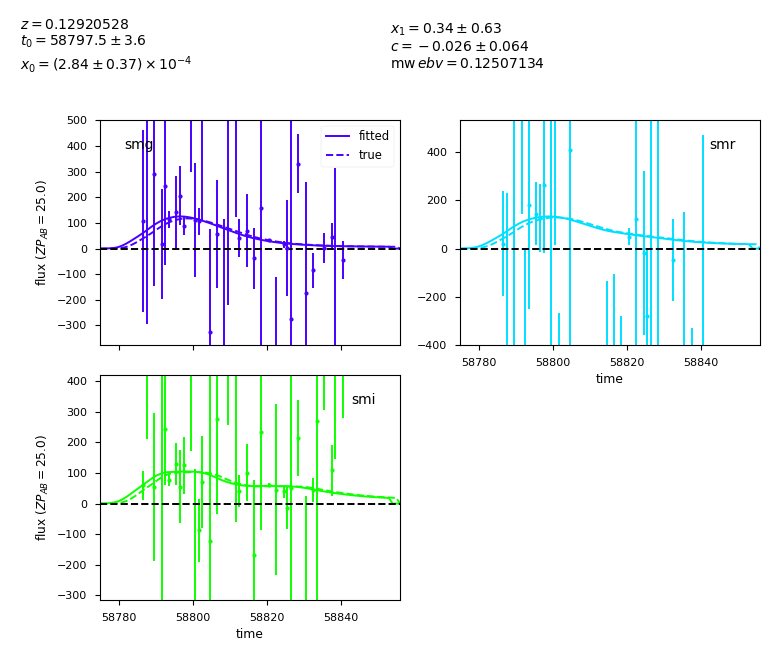 z = 0.12920528
t₀ = 58797.5 ± 3.6
x₀ = (2.84 ± 0.37) × 10⁻⁴
x₁ = 0.34 ± 0.63
c = −0.026 ± 0.064
mw ebv = 0.12507134
smg
fitted
true
500
400
300
200
100
0
−100
−200
−300
flux (ZP_AB = 25.0)
smr
400
200
0
−200
−400
58780 58800 58820 58840
time
smi
400
300
200
100
0
−100
−200
−300
flux (ZP_AB = 25.0)
58780 58800 58820 58840
time